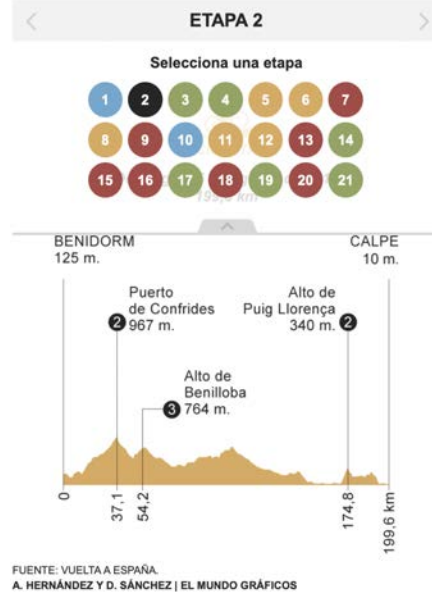 ETAPA 2
Selecciona una etapa
1 2 3 4 5 6 7
8 9 10 11 12 13 14
15 16 17 18 19 20 21
199,6 km
BENIDORM
125 m.
CALPE
10 m.
Puerto
de Confrides
2 967 m.
Alto de
Puig Llorença
340 m. 2
Alto de
Benilloba
3 764 m.
0
37,1
54,2
174,8
199,6 km
FUENTE: VUELTA A ESPAÑA.
A. HERNÁNDEZ Y D. SÁNCHEZ | EL MUNDO GRÁFICOS